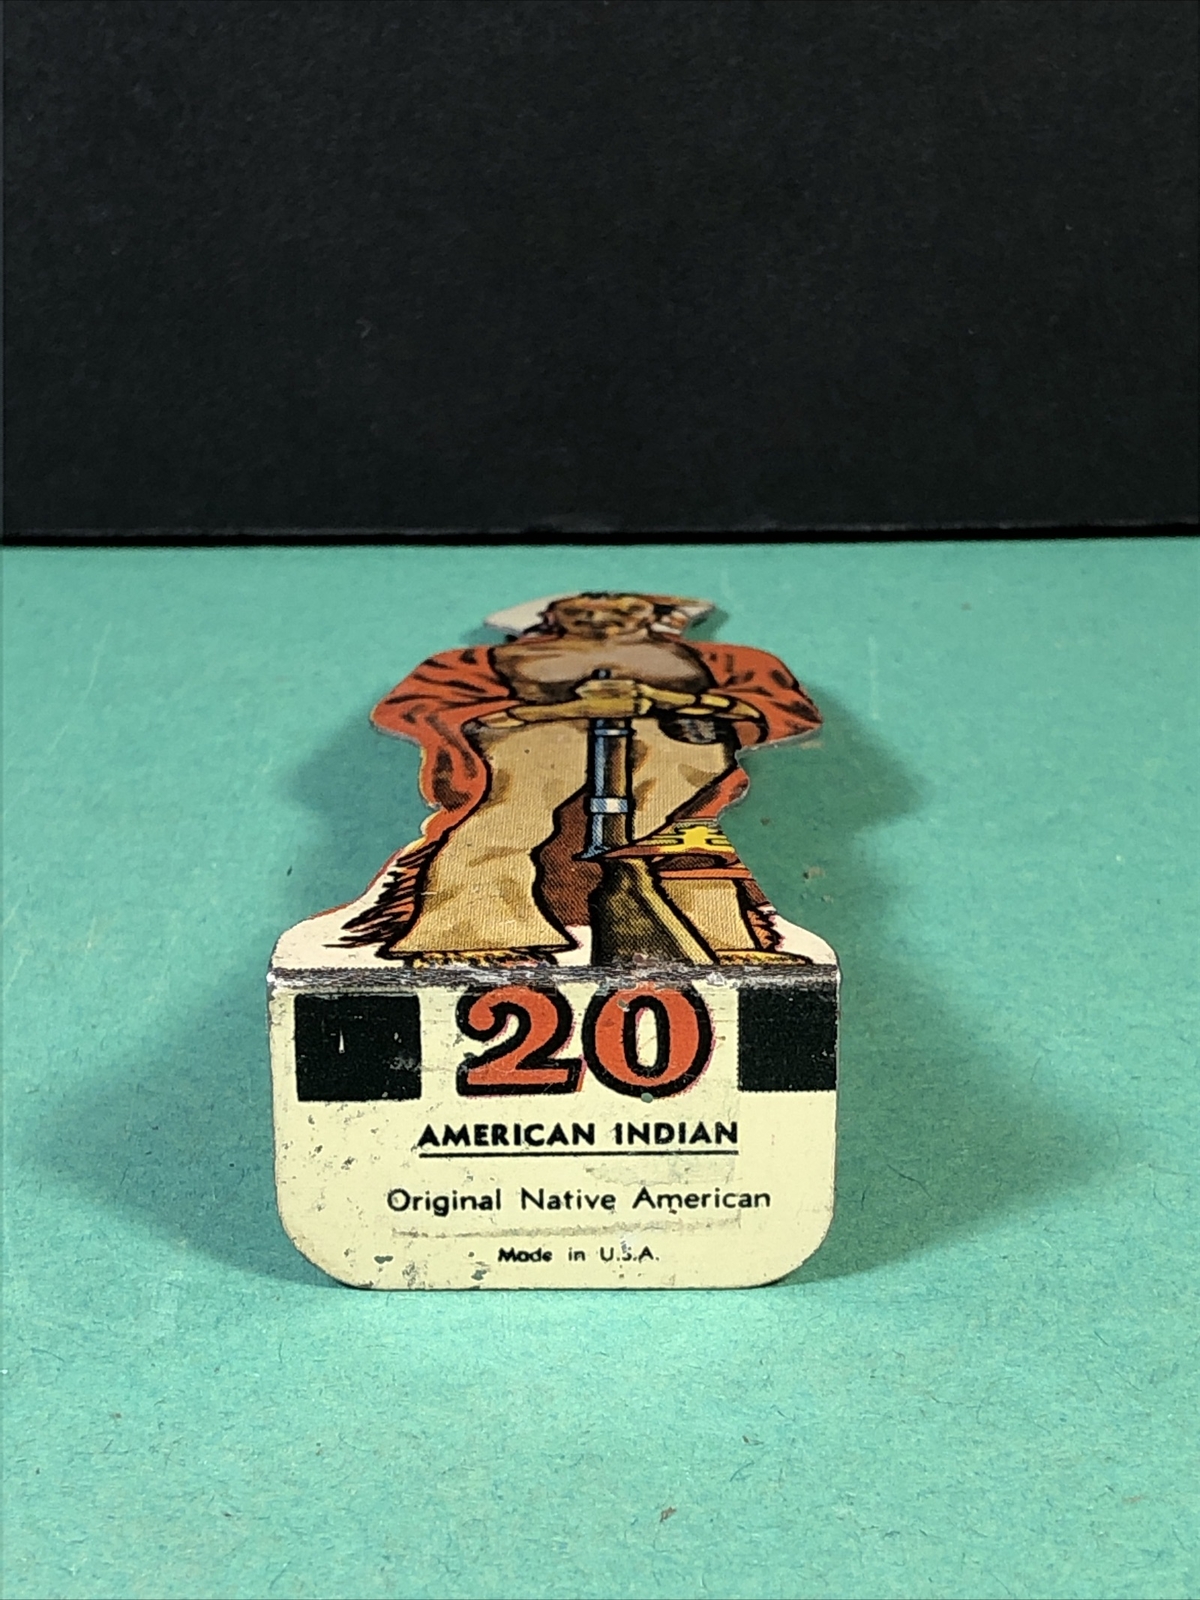 20
AMERICAN INDIAN
Original Native American
Made in U.S.A.